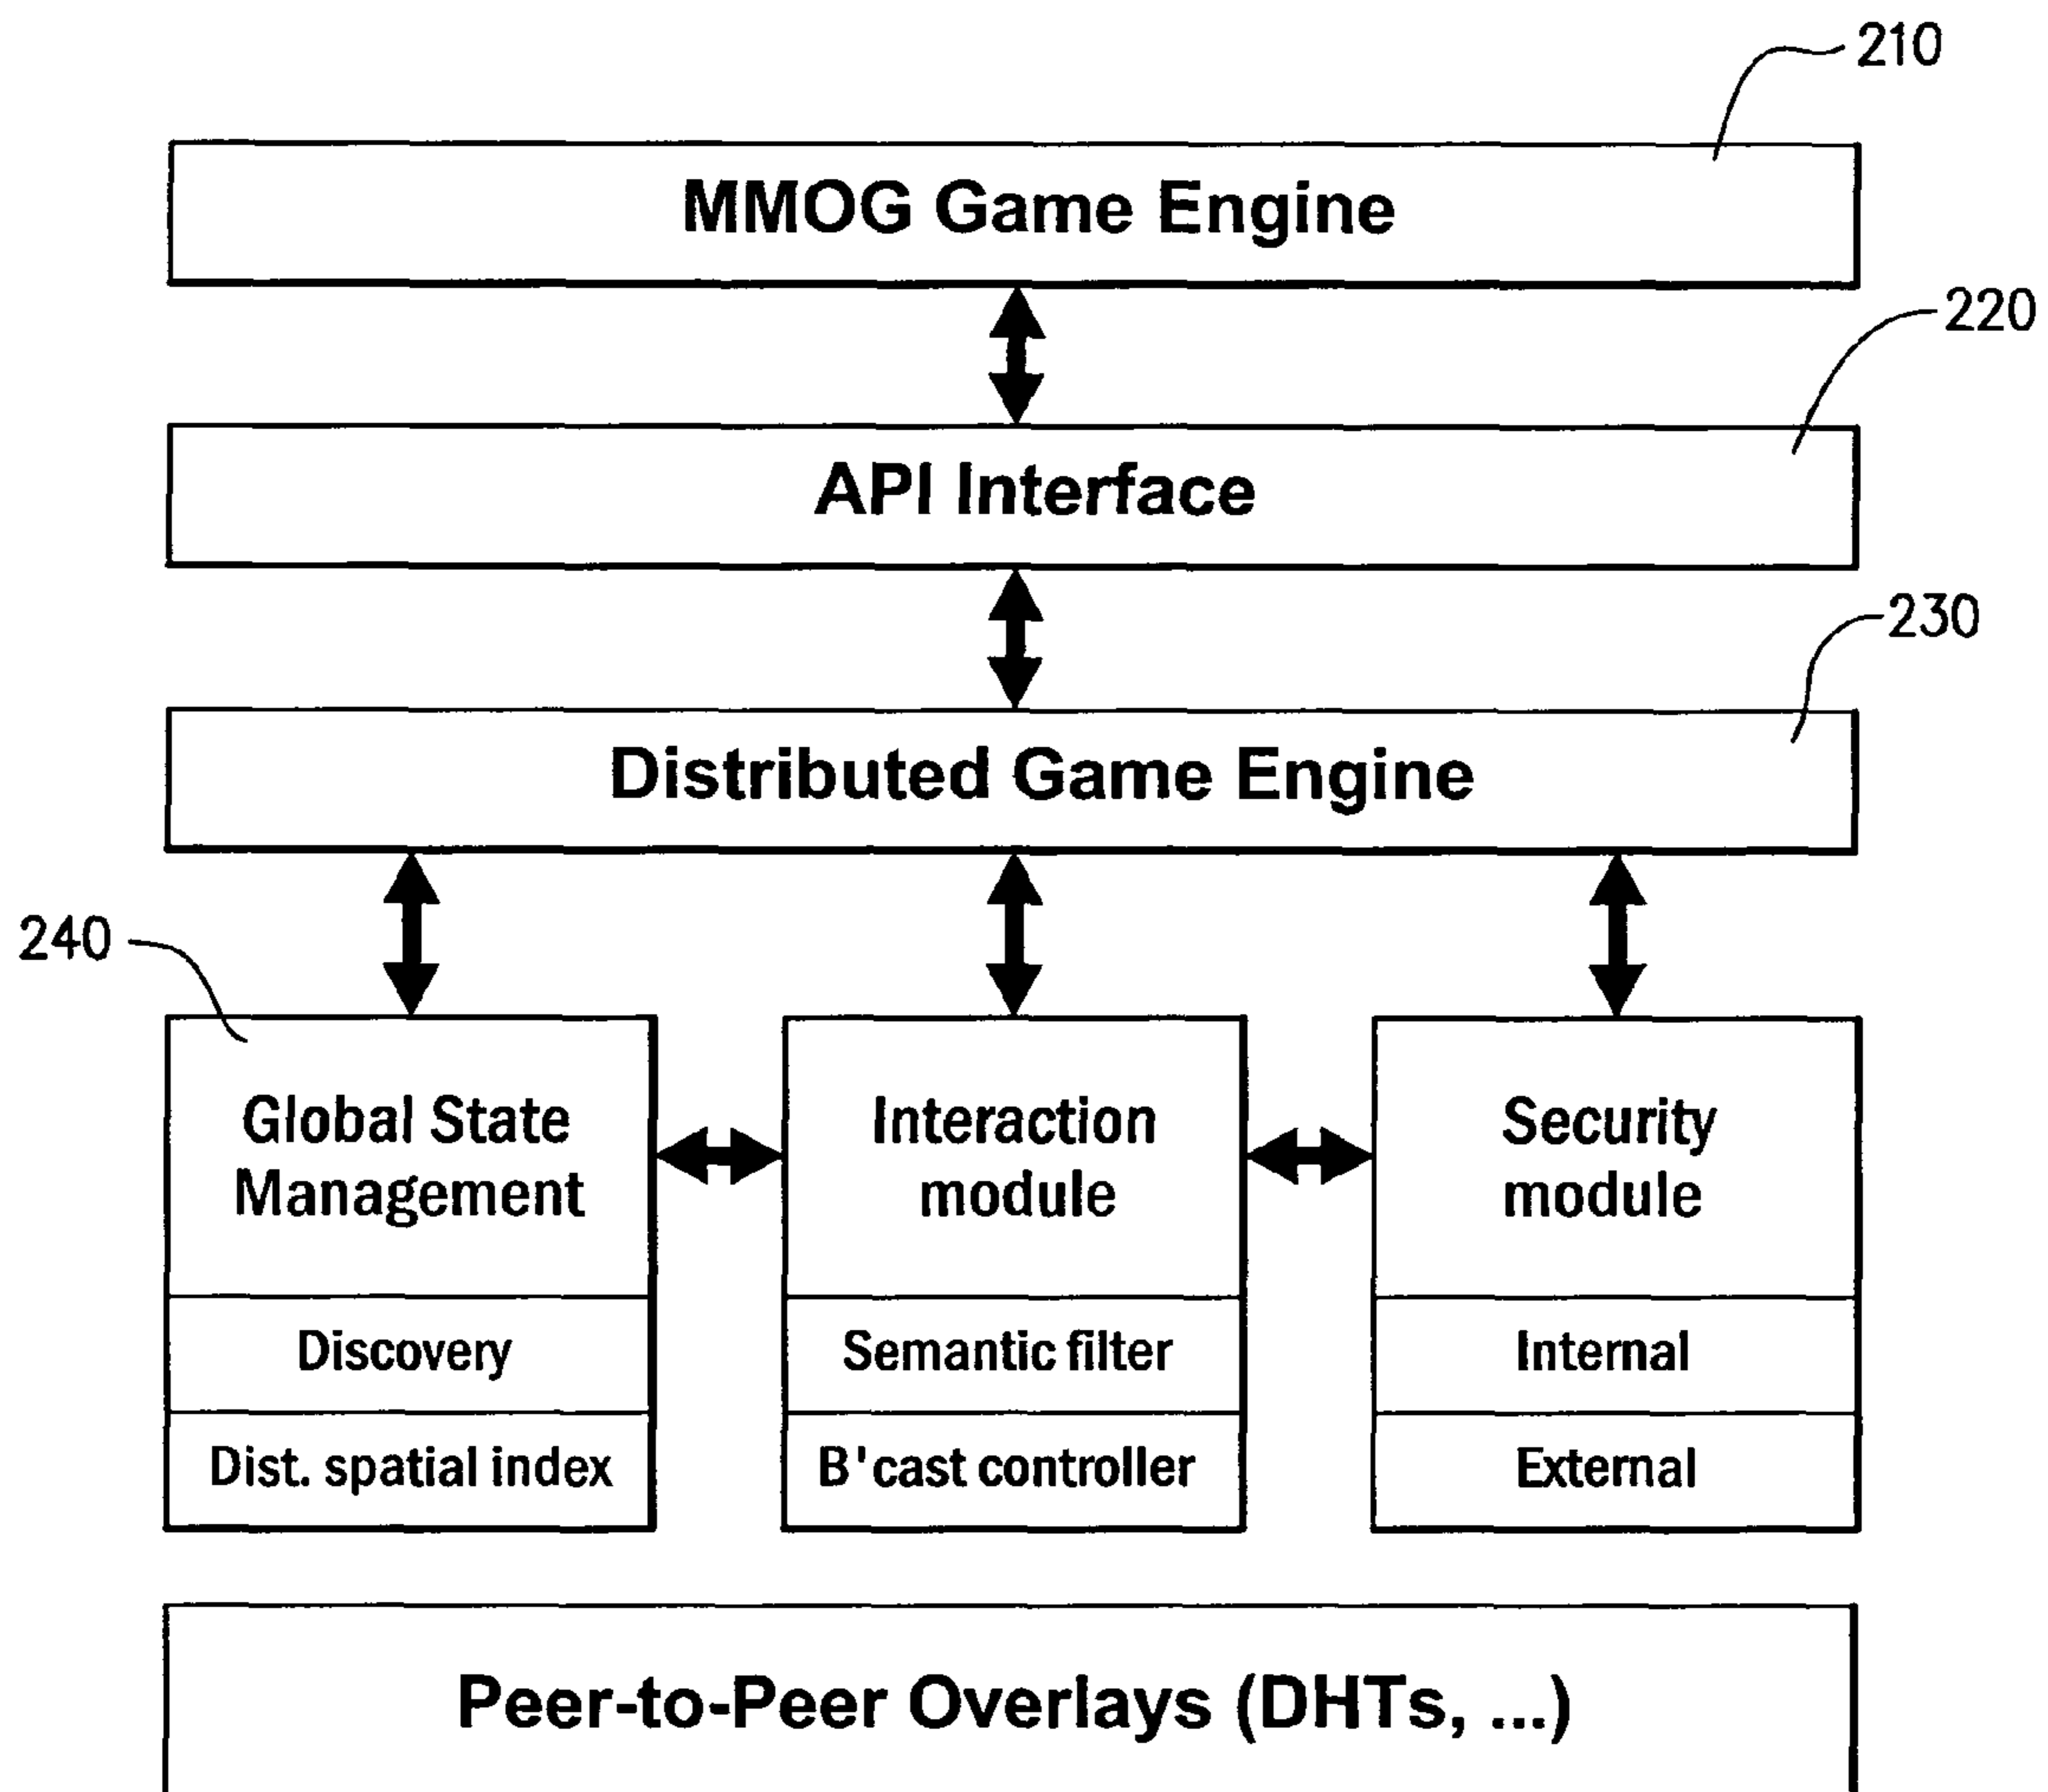 210
MMOG Game Engine
220
API Interface
230
Distributed Game Engine
240
Global State
Management
Interaction
module
Security
module
Discovery
Semantic filter
Internal
Dist. spatial index
B'cast controller
External
Peer-to-Peer Overlays (DHTs, ...)